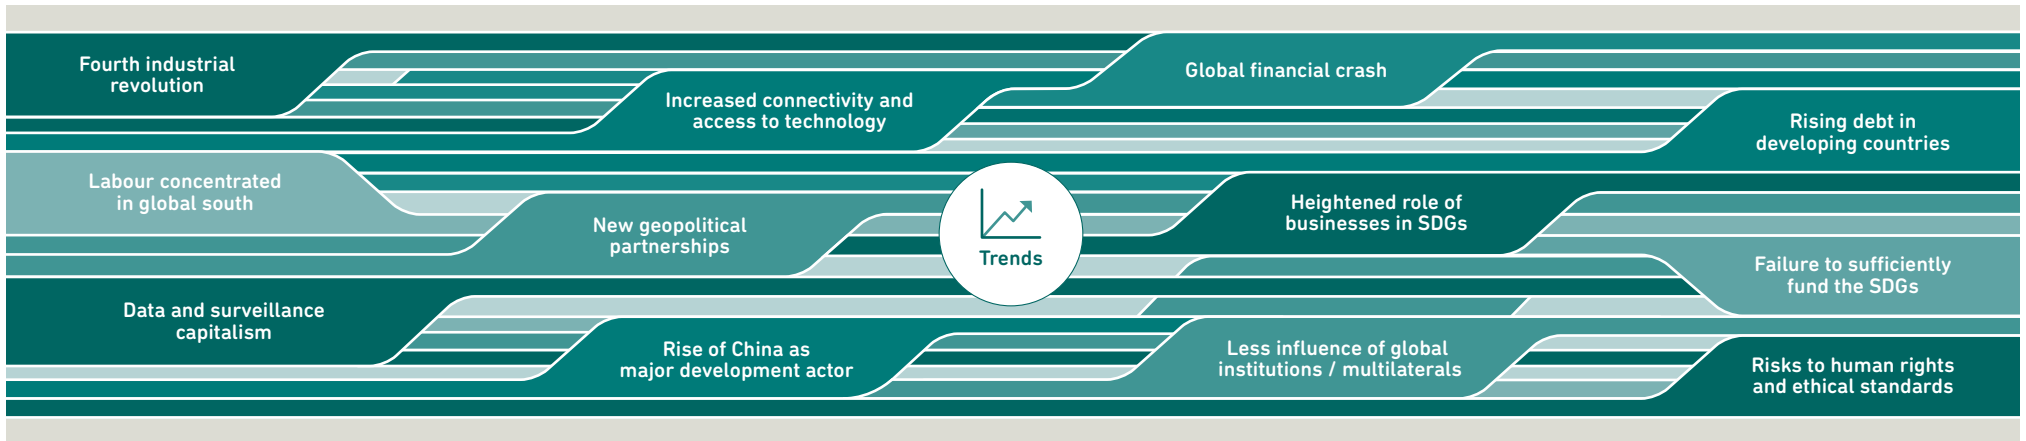 Fourth industrial
revolution
Increased connectivity and
access to technology
Global financial crash
Rising debt in
developing countries
Labour concentrated
in global south
New geopolitical
partnerships
Trends
Heightened role of
businesses in SDGs
Failure to sufficiently
fund the SDGs
Data and surveillance
capitalism
Rise of China as
major development actor
Less influence of global
institutions / multilaterals
Risks to human rights
and ethical standards